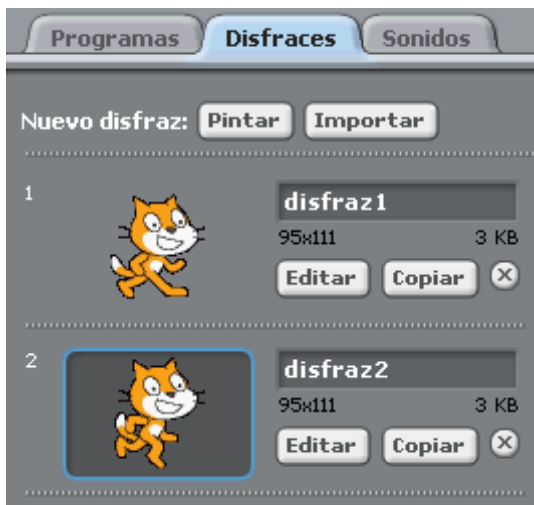 Programas Disfraces Sonidos
Nuevo disfraz: Pintar Importar
1
disfraz1
95x111 3 KB
Editar Copiar
2
disfraz2
95x111 3 KB
Editar Copiar